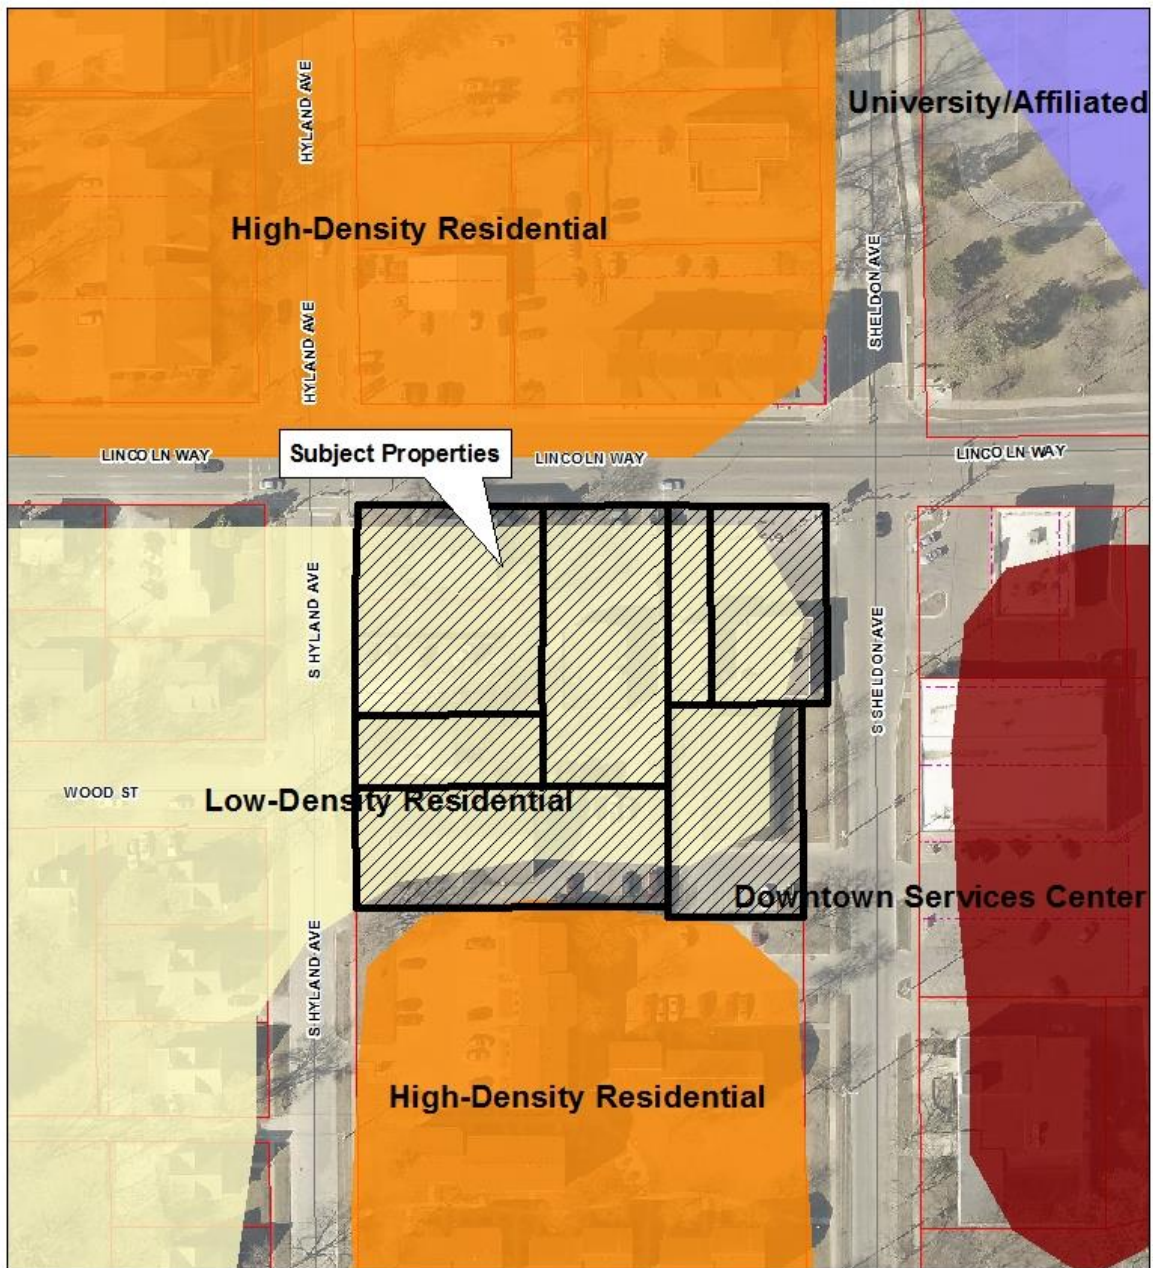 HYLAND AVE
University/Affiliated
High-Density Residential
SHELDON AVE
HYLAND AVE
LINCOLN WAY
Subject Properties
LINCOLN WAY
LINCOLN WAY
S HYLAND AVE
S SHELDON AVE
WOOD ST
Low-Density Residential
Downtown Services Center
S HYLAND AVE
High-Density Residential